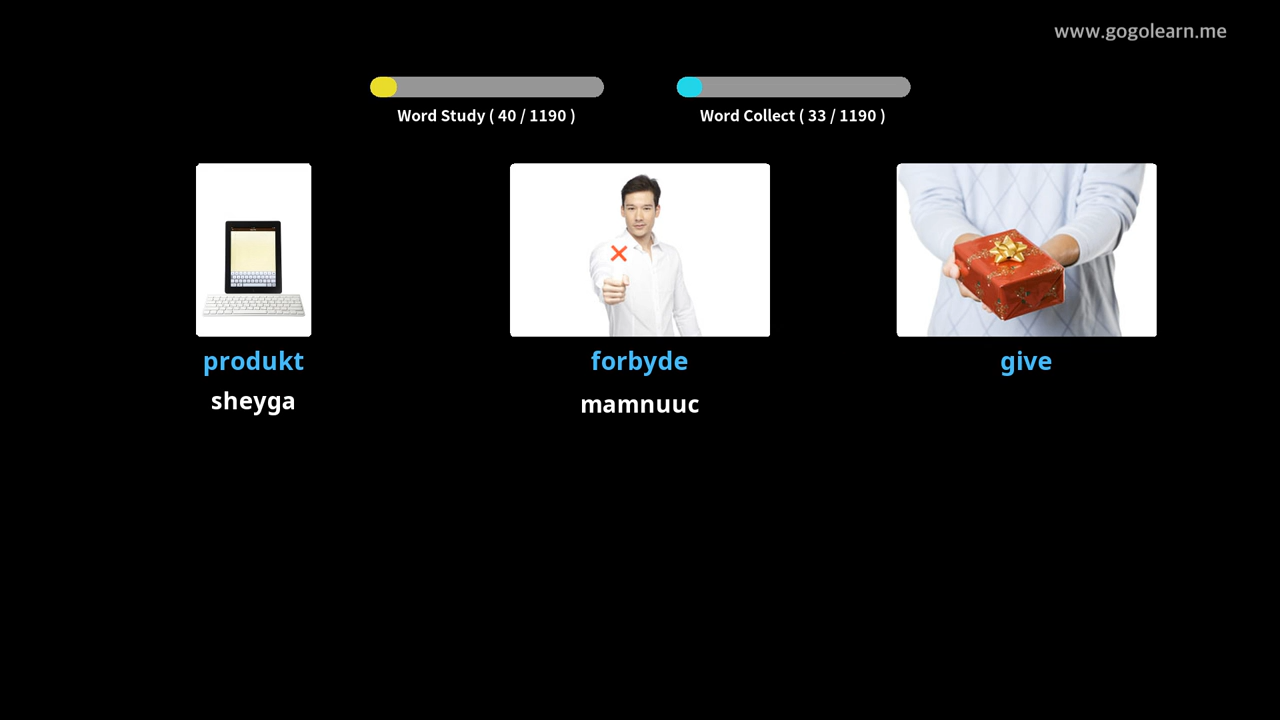 www.gogolearn.me
Word Study ( 40 / 1190 )
Word Collect ( 33 / 1190 )
produkt
forbyde
give
sheyga
mamnuuc